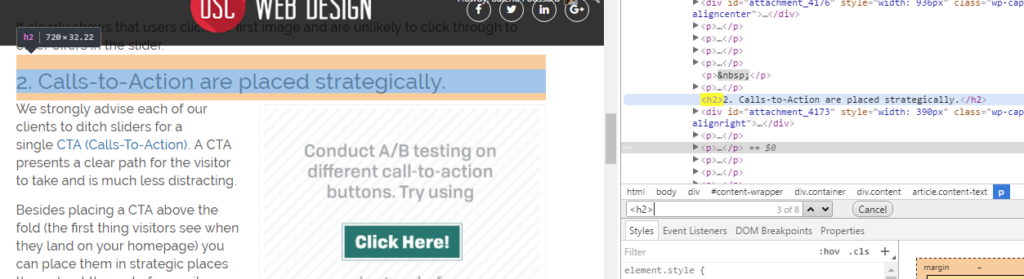 OSC WEB DESIGN
It clearly shows that users click the first image and are unlikely to click through to
other offers in the slider.
h2 720 × 32.22
2. Calls-to-Action are placed strategically.
We strongly advise each of our
clients to ditch sliders for a
single CTA (Calls-To-Action). A CTA
presents a clear path for the visitor
to take and is much less distracting.
Besides placing a CTA above the
fold (the first thing visitors see when
they land on your homepage) you
can place them in strategic places
Conduct A/B testing on
different call-to-action
buttons. Try using
Click Here!
<div id="attachment_4176" style="width: 936px" class="wp-cap
aligncenter">…</div>
<p>…</p>
<p>…</p>
<p>…</p>
<p>&nbsp;</p>
<p>…</p>
<h2>2. Calls-to-Action are placed strategically.</h2>
<div id="attachment_4173" style="width: 390px" class="wp-cap
alignright">…</div>
<p>…</p>
<p>…</p> == $0
<p>…</p>
<p>…</p>
<p>…</p>
html body div #content-wrapper div.container div.content article.content-text p
<h2> 3 of 8 Cancel
Styles Event Listeners DOM Breakpoints Properties
Filter :hov .cls +
element.style {
margin –